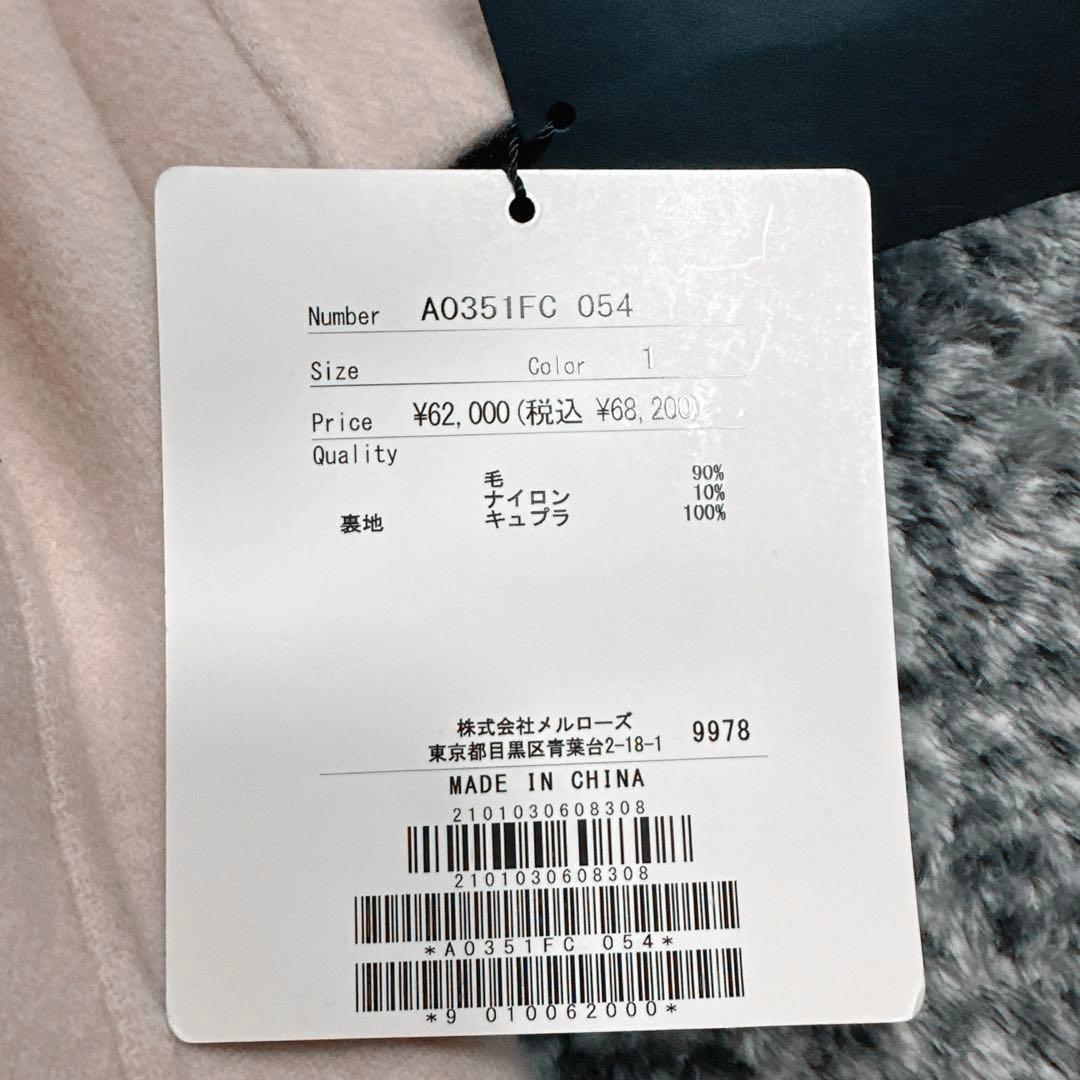 Number A0351FC 054
Size Color 1
Price ¥62,000(税込 ¥68,200)
Quality
毛 90%
ナイロン 10%
裏地 キュプラ 100%
株式会社メルローズ
東京都目黒区青葉台2-18-1 9978
MADE IN CHINA
2101030608308
2101030608308
*A0351FC 054*
*9 010062000*